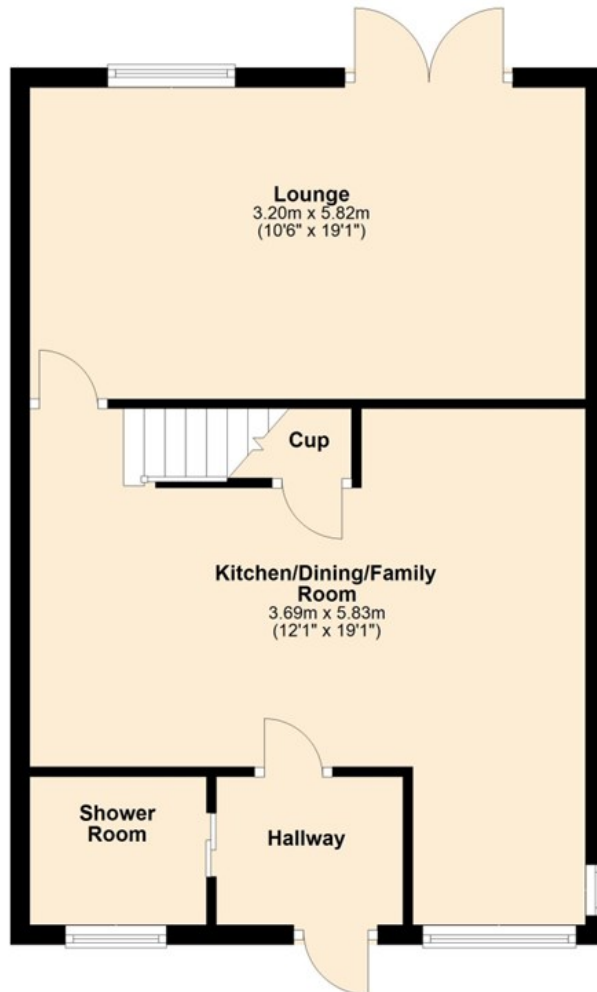 Lounge
3.20m x 5.82m
(10'6" x 19'1")
Cup
Kitchen/Dining/Family
Room
3.69m x 5.83m
(12'1" x 19'1")
Shower
Room
Hallway